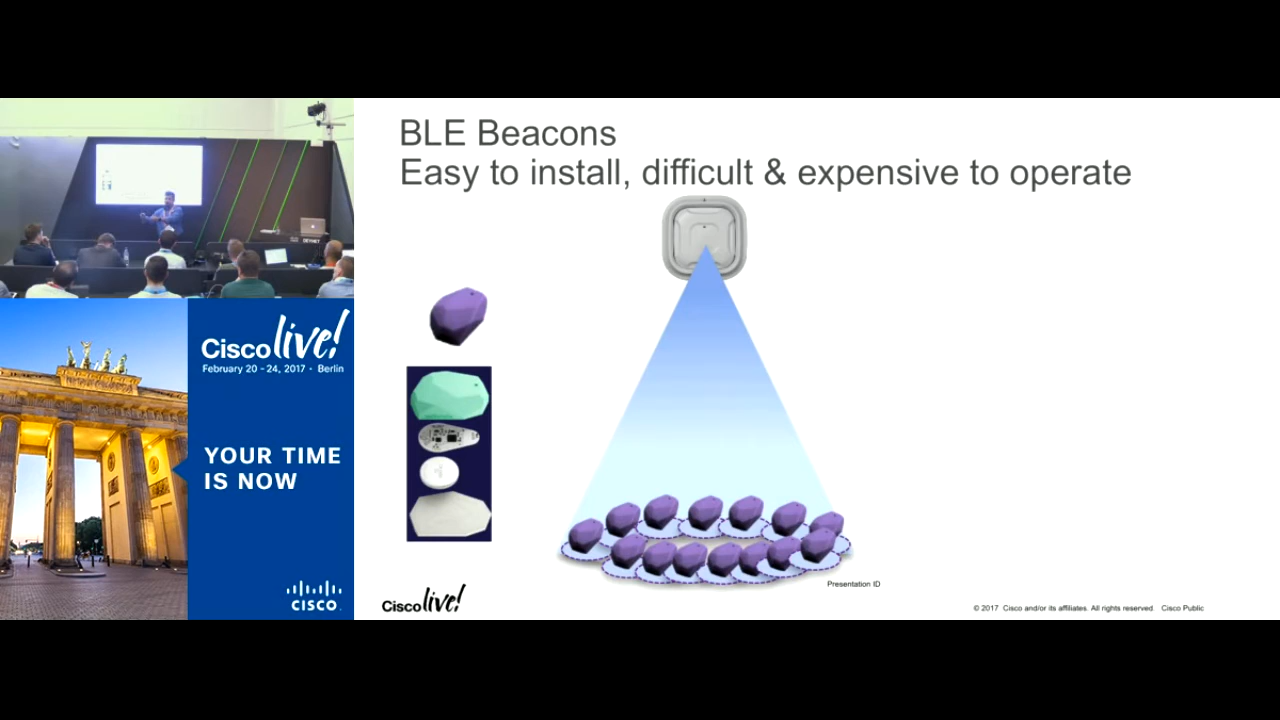 BLE Beacons
Easy to install, difficult & expensive to operate
Cisco live!
February 20 - 24, 2017 · Berlin
YOUR TIME
IS NOW
CISCO
Presentation ID
Cisco live!
© 2017 Cisco and/or its affiliates. All rights reserved. Cisco Public